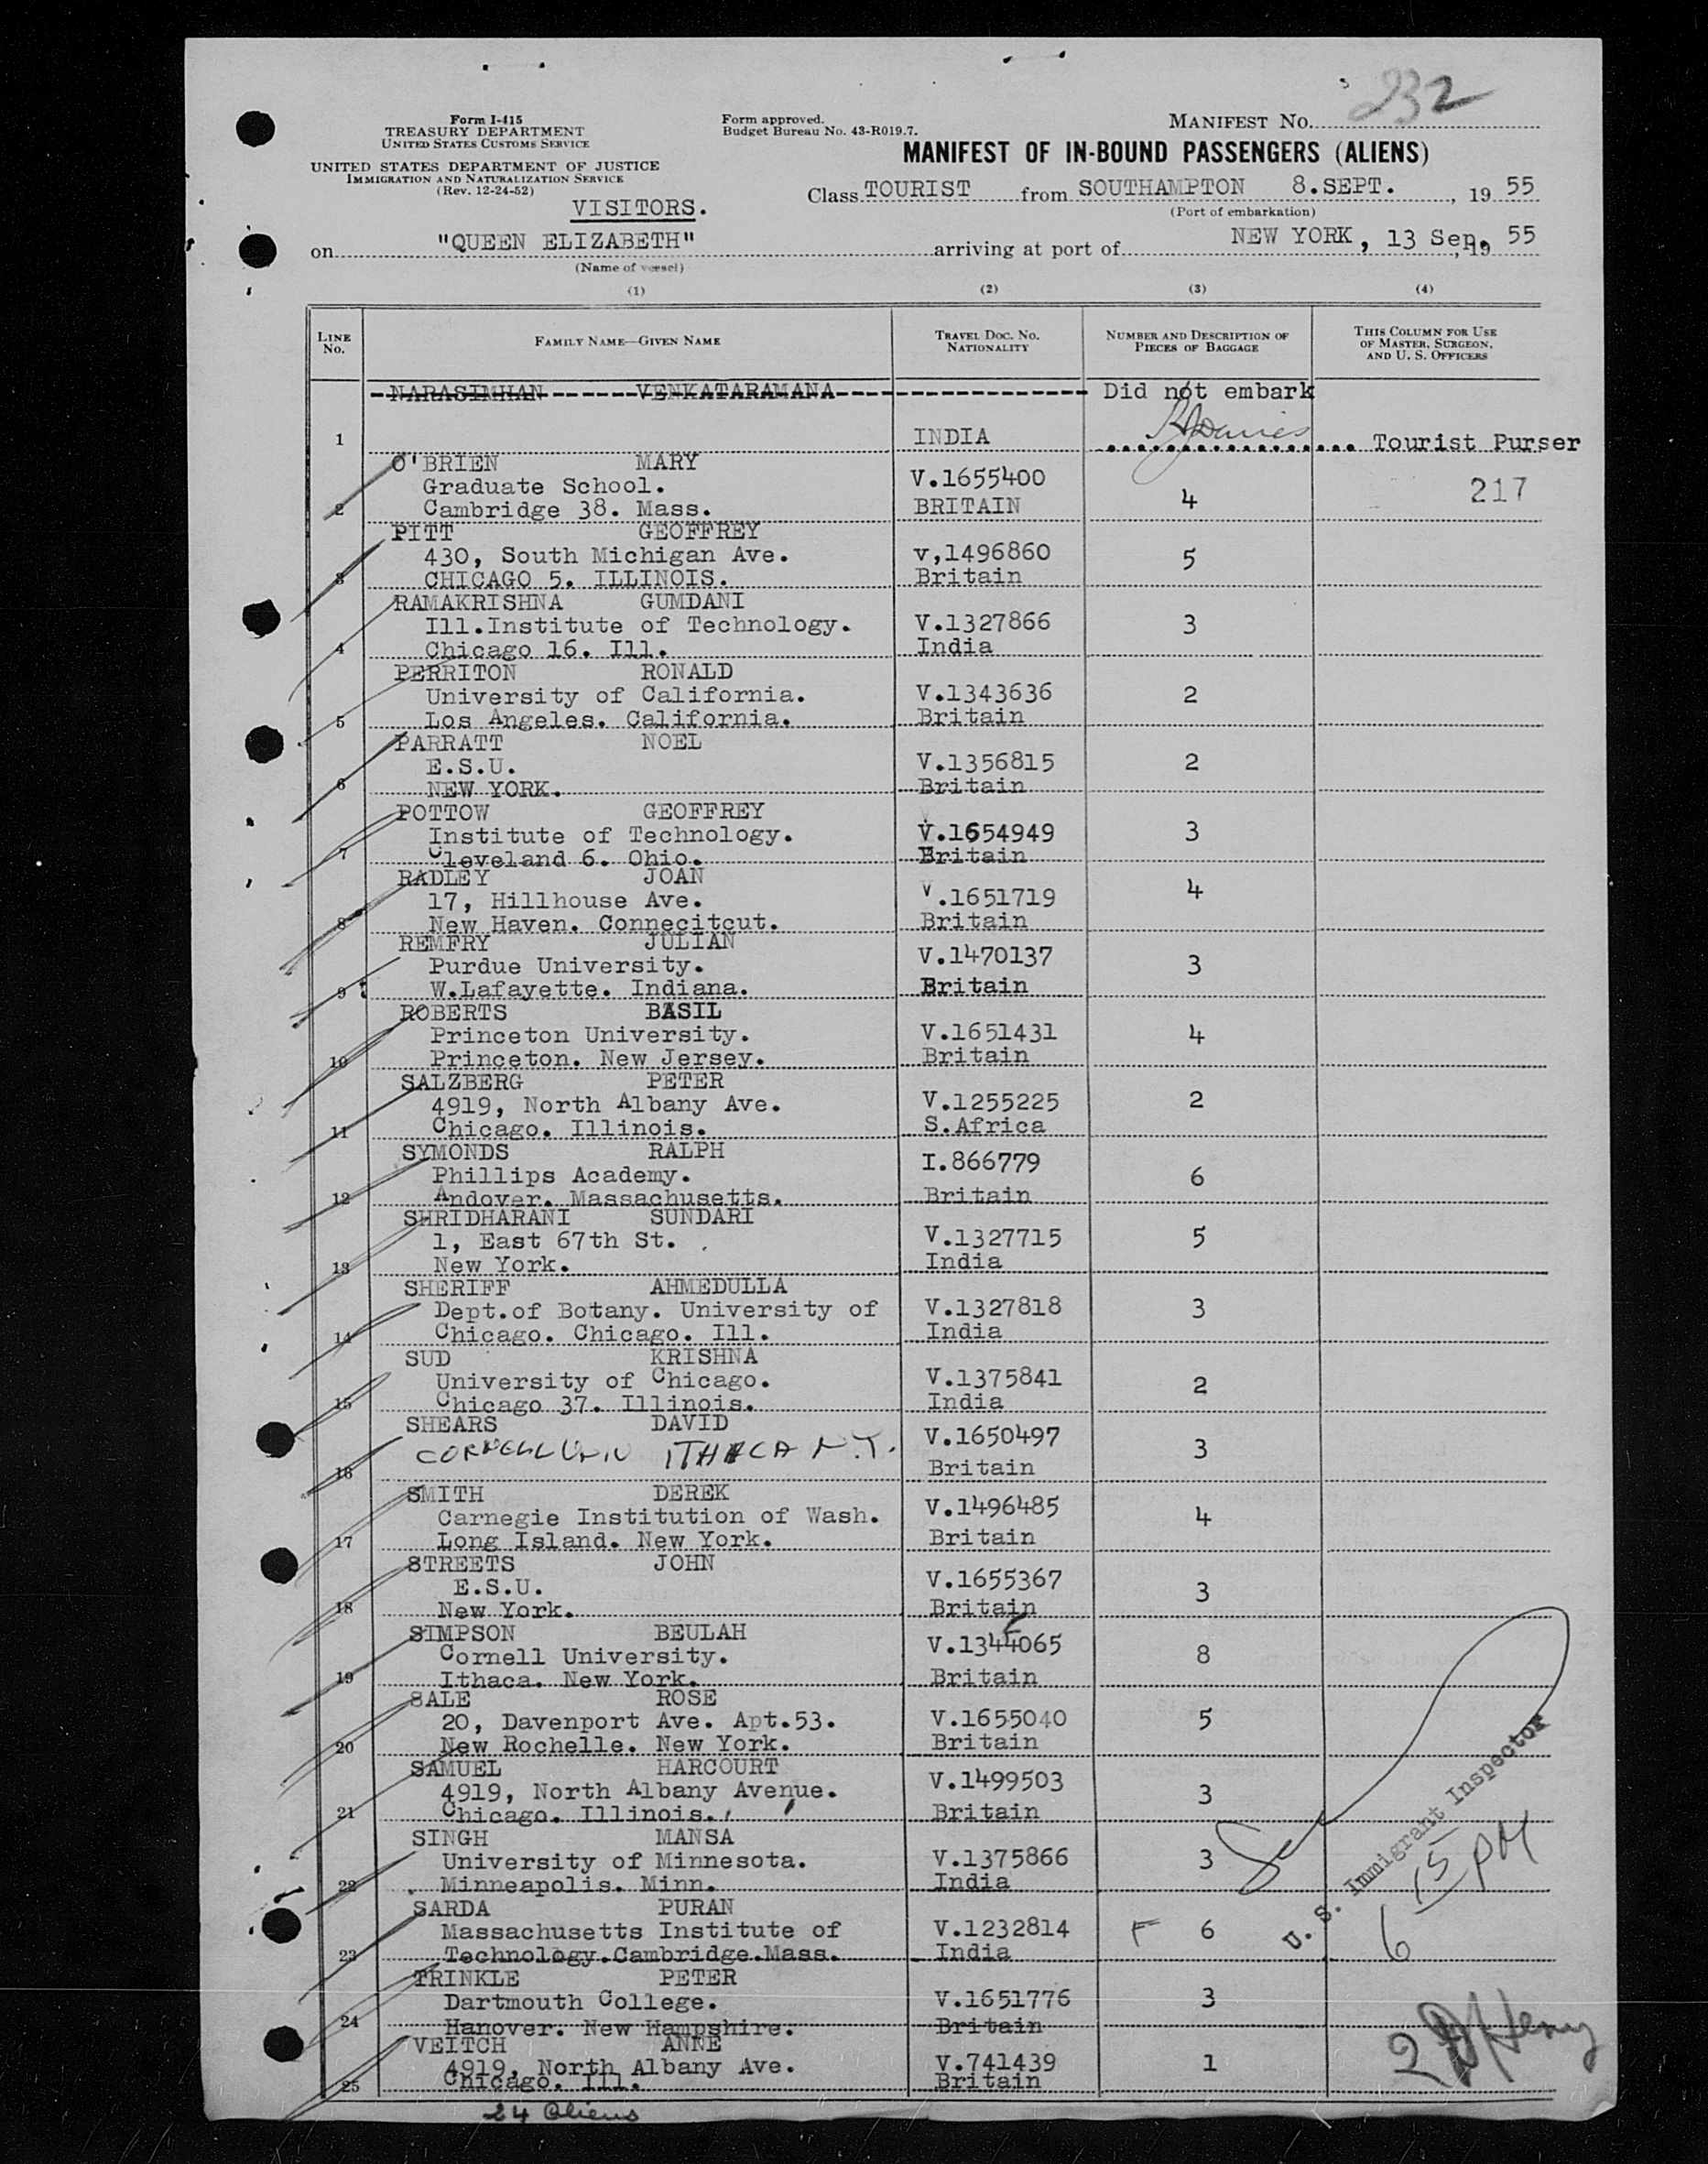 232
Form I-415
TREASURY DEPARTMENT
UNITED STATES CUSTOMS SERVICE
UNITED STATES DEPARTMENT OF JUSTICE
IMMIGRATION AND NATURALIZATION SERVICE
(Rev. 12-24-52)
Form approved.
Budget Bureau No. 43-R019.7.
MANIFEST No.
MANIFEST OF IN-BOUND PASSENGERS (ALIENS)
VISITORS.
Class TOURIST from SOUTHAMPTON 8.SEPT. , 19 55
(Port of embarkation)
on "QUEEN ELIZABETH" arriving at port of NEW YORK, 13 Sep. , 19 55
(Name of vessel)
(1) (2) (3) (4)
LINE No. FAMILY NAME—GIVEN NAME TRAVEL DOC. No. NATIONALITY NUMBER AND DESCRIPTION OF PIECES OF BAGGAGE THIS COLUMN FOR USE OF MASTER, SURGEON, AND U. S. OFFICERS
NARASIMHAN VENKATARAMANA Did not embark
1 INDIA Tourist Purser
O'BRIEN MARY
Graduate School. V.1655400 217
2 Cambridge 38. Mass. BRITAIN 4
PITT GEOFFREY
430, South Michigan Ave. v,1496860 5
3 CHICAGO 5. ILLINOIS. Britain
RAMAKRISHNA GUMDANI
Ill.Institute of Technology. V.1327866 3
4 Chicago 16. Ill. India
PERRITON RONALD
University of California. V.1343636 2
5 Los Angeles. California. Britain
PARRATT NOEL
E.S.U. V.1356815 2
6 NEW YORK. Britain
POTTOW GEOFFREY
Institute of Technology. V.1654949 3
7 Cleveland 6. Ohio. Britain
RADLEY JOAN
17, Hillhouse Ave. V.1651719 4
8 New Haven. Connecitcut. Britain
REMFRY JULIAN
Purdue University. V.1470137 3
9 W.Lafayette. Indiana. Britain
ROBERTS BASIL
Princeton University. V.1651431 4
10 Princeton. New Jersey. Britain
SALZBERG PETER
4919, North Albany Ave. V.1255225 2
11 Chicago. Illinois. S.Africa
SYMONDS RALPH
Phillips Academy. I.866779 6
12 Andover. Massachusetts. Britain
SHRIDHARANI SUNDARI
1, East 67th St. V.1327715 5
13 New York. India
SHERIFF AHMEDULLA
Dept.of Botany. University of V.1327818 3
14 Chicago. Chicago. Ill. India
SUD KRISHNA
University of Chicago. V.1375841 2
15 Chicago 37. Illinois. India
SHEARS DAVID
CORNELL UNIV ITHACA N.Y. V.1650497 3
16 Britain
SMITH DEREK
Carnegie Institution of Wash. V.1496485 4
17 Long Island. New York. Britain
STREETS JOHN
E.S.U. V.1655367 3
18 New York. Britain
SIMPSON BEULAH
Cornell University. V.1344065 8
19 Ithaca. New York. Britain
SALE ROSE
20, Davenport Ave. Apt.53. V.1655040 5
20 New Rochelle. New York. Britain
SAMUEL HARCOURT
4919, North Albany Avenue. V.1499503 3
21 Chicago. Illinois. Britain
SINGH MANSA
University of Minnesota. V.1375866 3
22 Minneapolis. Minn. India
U. S. Immigrant Inspector
6 15 PM
SARDA PURAN
Massachusetts Institute of V.1232814 F 6
23 Technology.Cambridge.Mass. India
TRINKLE PETER
Dartmouth College. V.1651776 3
24 Hanover. New Hampshire. Britain
VEITCH ANNE
4919, North Albany Ave. V.741439 1
25 Chicago. Ill. Britain
24 Aliens